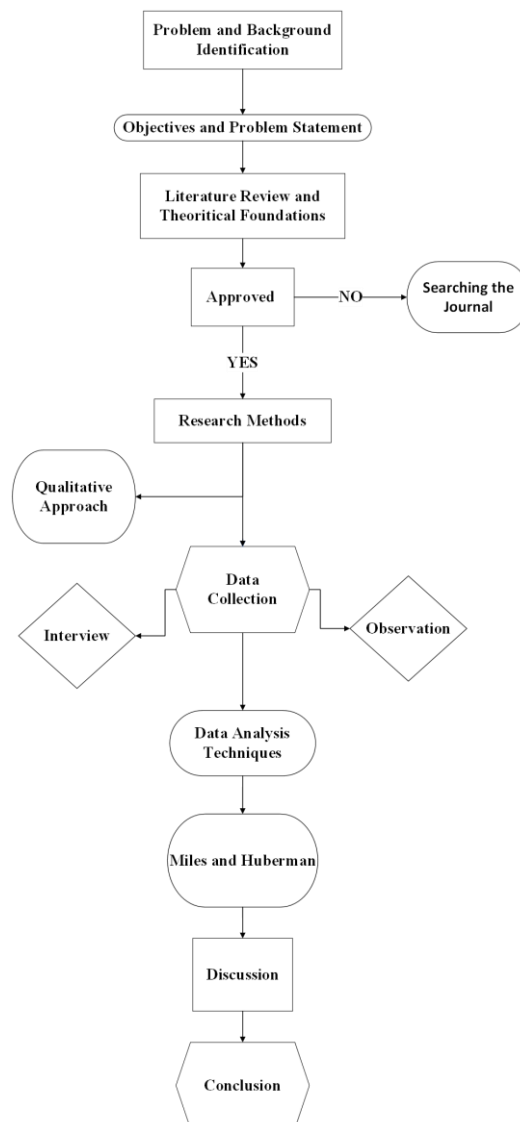 Problem and Background
Identification
Objectives and Problem Statement
Literature Review and
Theoritical Foundations
Approved
NO
Searching the
Journal
YES
Research Methods
Qualitative
Approach
Data
Collection
Interview
Observation
Data Analysis
Techniques
Miles and Huberman
Discussion
Conclusion